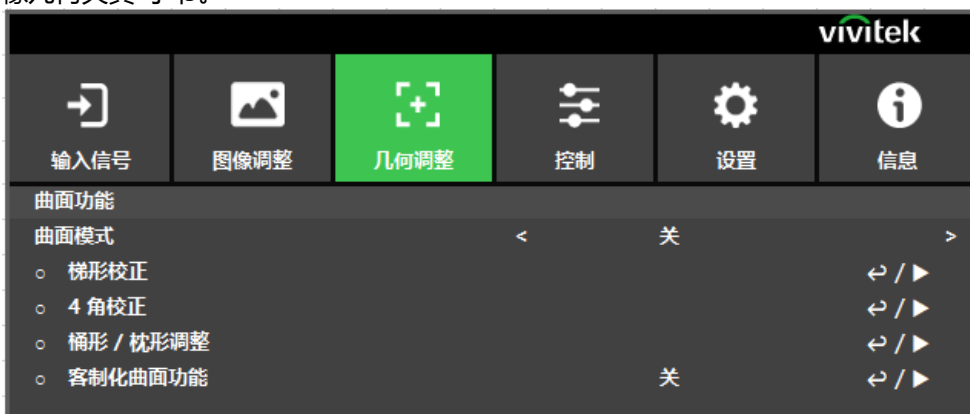 vivitek
输入信号 图像调整 几何调整 控制 设置 信息
曲面功能
曲面模式 < 关 >
○ 梯形校正 ↵ / ▶
○ 4 角校正 ↵ / ▶
○ 桶形 / 枕形调整 ↵ / ▶
○ 客制化曲面功能 关 ↵ / ▶